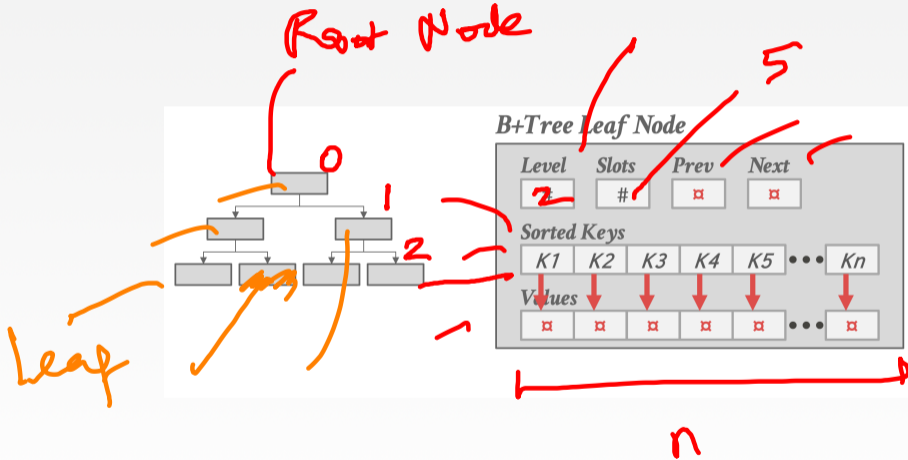 Root Node
5
B+Tree Leaf Node
0
Level Slots Prev Next
2 # ¤ ¤
1
Sorted Keys
2
K1 K2 K3 K4 K5 ••• Kn
Values
¤ ¤ ¤ ¤ ¤ ••• ¤
Leaf
n